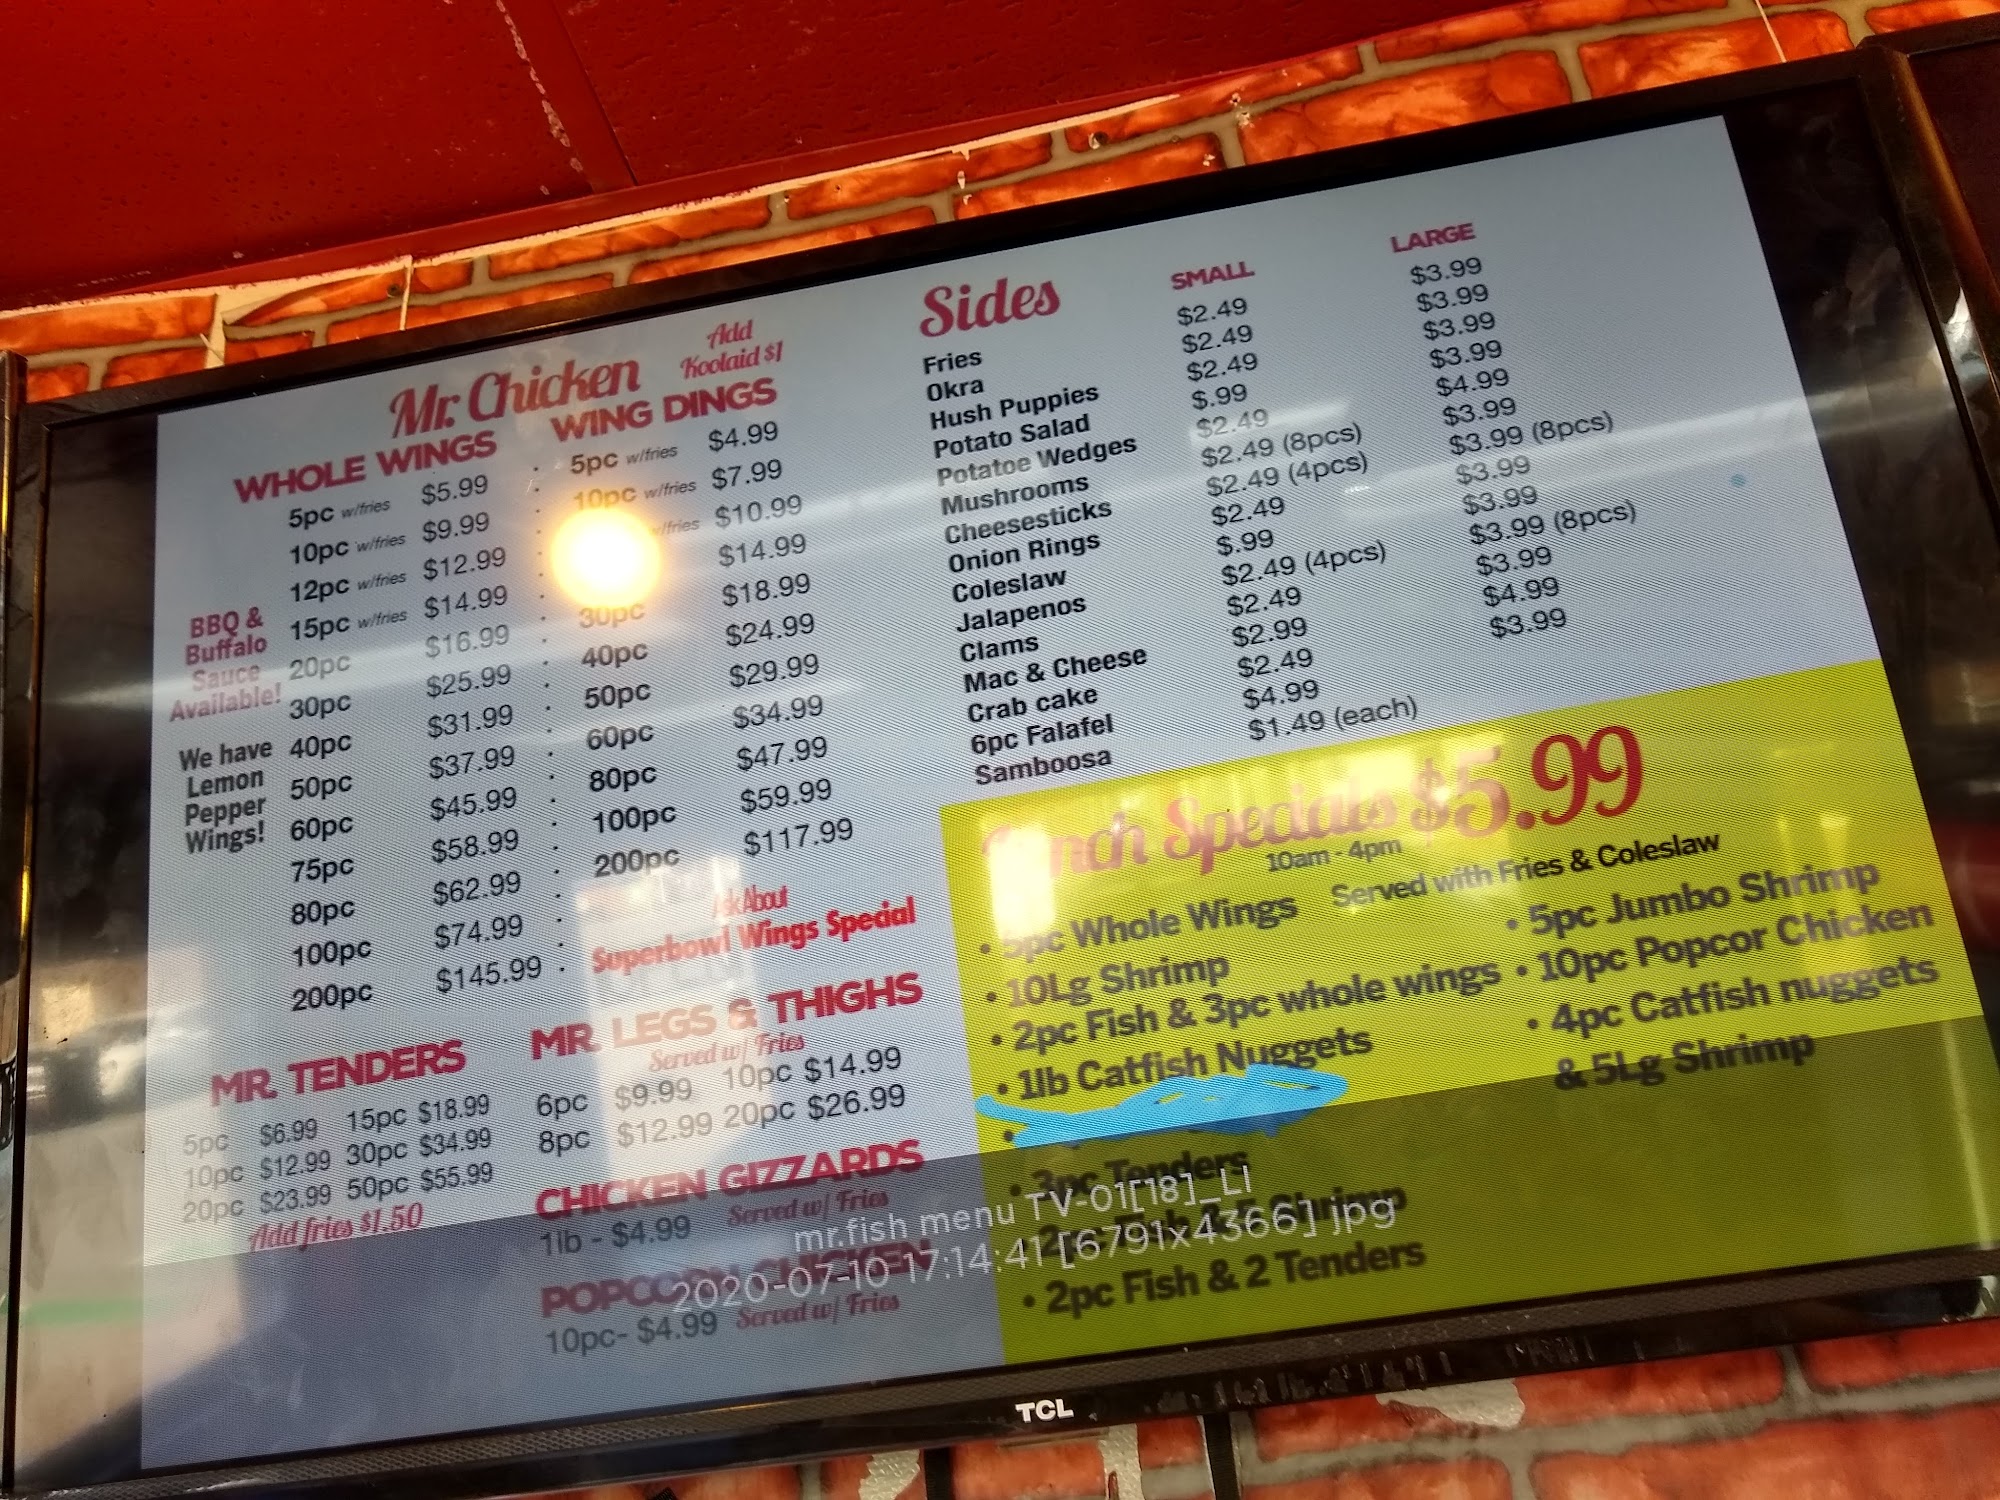 Mr. Chicken
Add
Koolaid $1
WHOLE WINGS
5pc w/fries $5.99
10pc w/fries $9.99
12pc w/fries $12.99
15pc w/fries $14.99
20pc $16.99
30pc $25.99
40pc $31.99
50pc $37.99
60pc $45.99
75pc $58.99
80pc $62.99
100pc $74.99
200pc $145.99
BBQ &
Buffalo
Sauce
Available!
We have
Lemon
Pepper
Wings!
WING DINGS
5pc w/fries $4.99
10pc w/fries $7.99
w/fries $10.99
$14.99
30pc $18.99
40pc $24.99
50pc $29.99
60pc $34.99
80pc $47.99
100pc $59.99
200pc $117.99
Ask About
Superbowl Wings Special
MR. TENDERS
5pc $6.99 15pc $18.99
10pc $12.99 30pc $34.99
20pc $23.99 50pc $55.99
Add fries $1.50
MR. LEGS & THIGHS
Served w/ Fries
6pc $9.99 10pc $14.99
8pc $12.99 20pc $26.99
CHICKEN GIZZARDS
Served w/ Fries
1lb - $4.99
POPCORN CHICKEN
Served w/ Fries
10pc- $4.99
Sides SMALL LARGE
Fries $2.49 $3.99
Okra $2.49 $3.99
Hush Puppies $2.49 $3.99
Potato Salad $.99 $3.99
Potatoe Wedges $2.49 $4.99
Mushrooms $2.49 (8pcs) $3.99
Cheesesticks $2.49 (4pcs) $3.99 (8pcs)
Onion Rings $2.49 $3.99
Coleslaw $.99 $3.99
Jalapenos $2.49 (4pcs) $3.99 (8pcs)
Clams $2.49 $3.99
Mac & Cheese $2.99 $4.99
Crab cake $2.49 $3.99
6pc Falafel $4.99
Samboosa $1.49 (each)
Lunch Specials $5.99
10am - 4pm
Served with Fries & Coleslaw
• 5pc Whole Wings
• 10Lg Shrimp
• 2pc Fish & 3pc whole wings
• 1lb Catfish Nuggets
•
• 3pc Tenders
• 2pc Fish & 5 Shrimp
• 2pc Fish & 2 Tenders
• 5pc Jumbo Shrimp
• 10pc Popcor Chicken
• 4pc Catfish nuggets
& 5Lg Shrimp
mr.fish menu TV-01[18]_LI
2020-07-10 17:14:41 [6791x4366] jpg
TCL